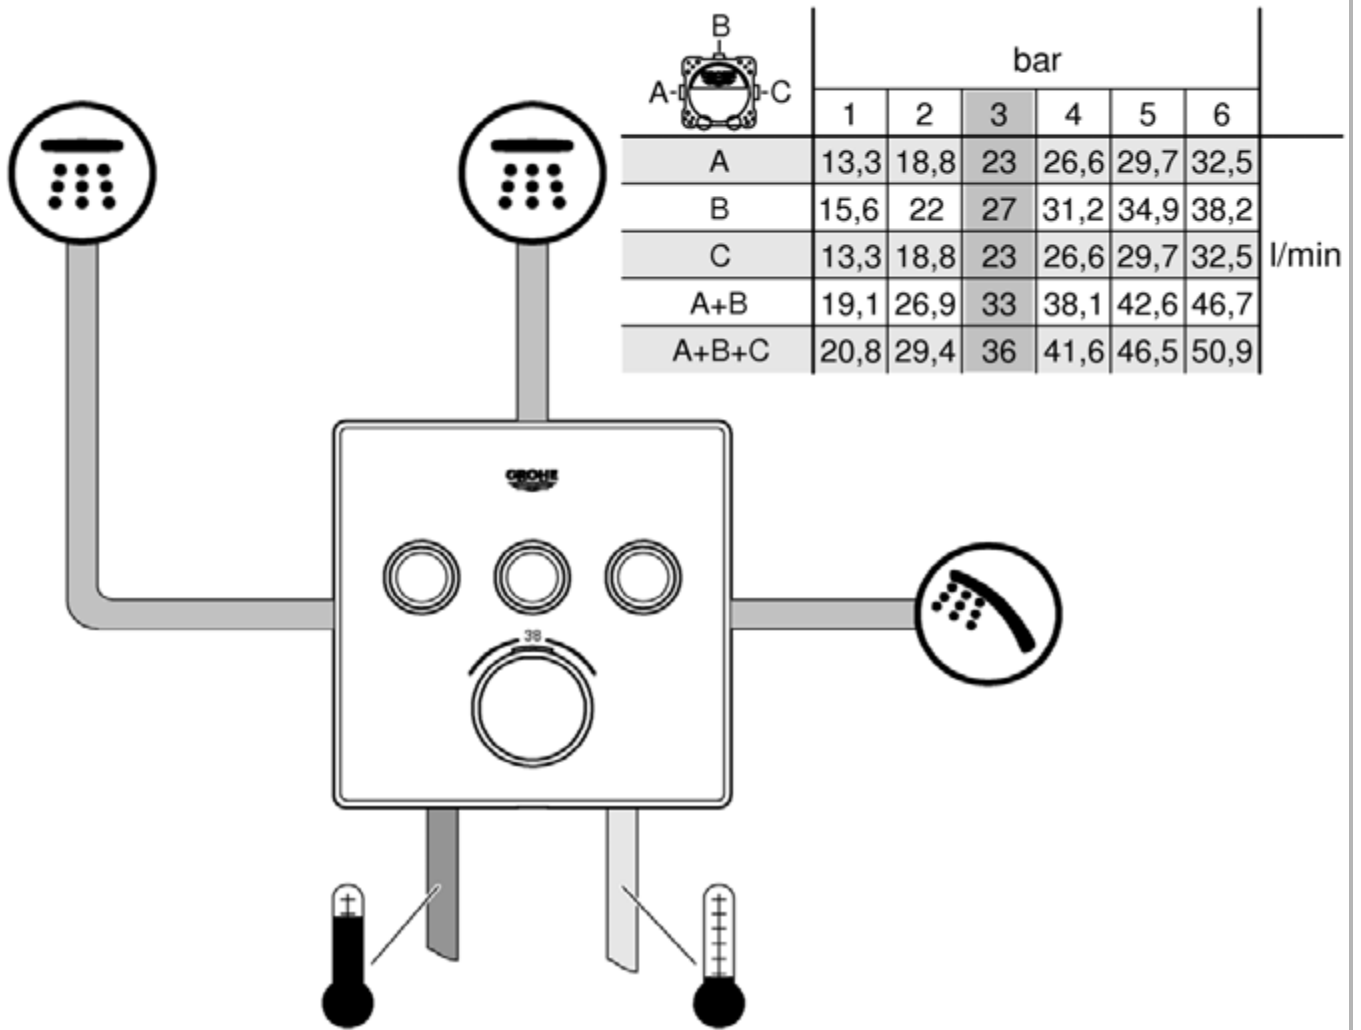 B
bar
A C
1 2 3 4 5 6
A 13,3 18,8 23 26,6 29,7 32,5
B 15,6 22 27 31,2 34,9 38,2
C 13,3 18,8 23 26,6 29,7 32,5 l/min
A+B 19,1 26,9 33 38,1 42,6 46,7
A+B+C 20,8 29,4 36 41,6 46,5 50,9
GROHE
38